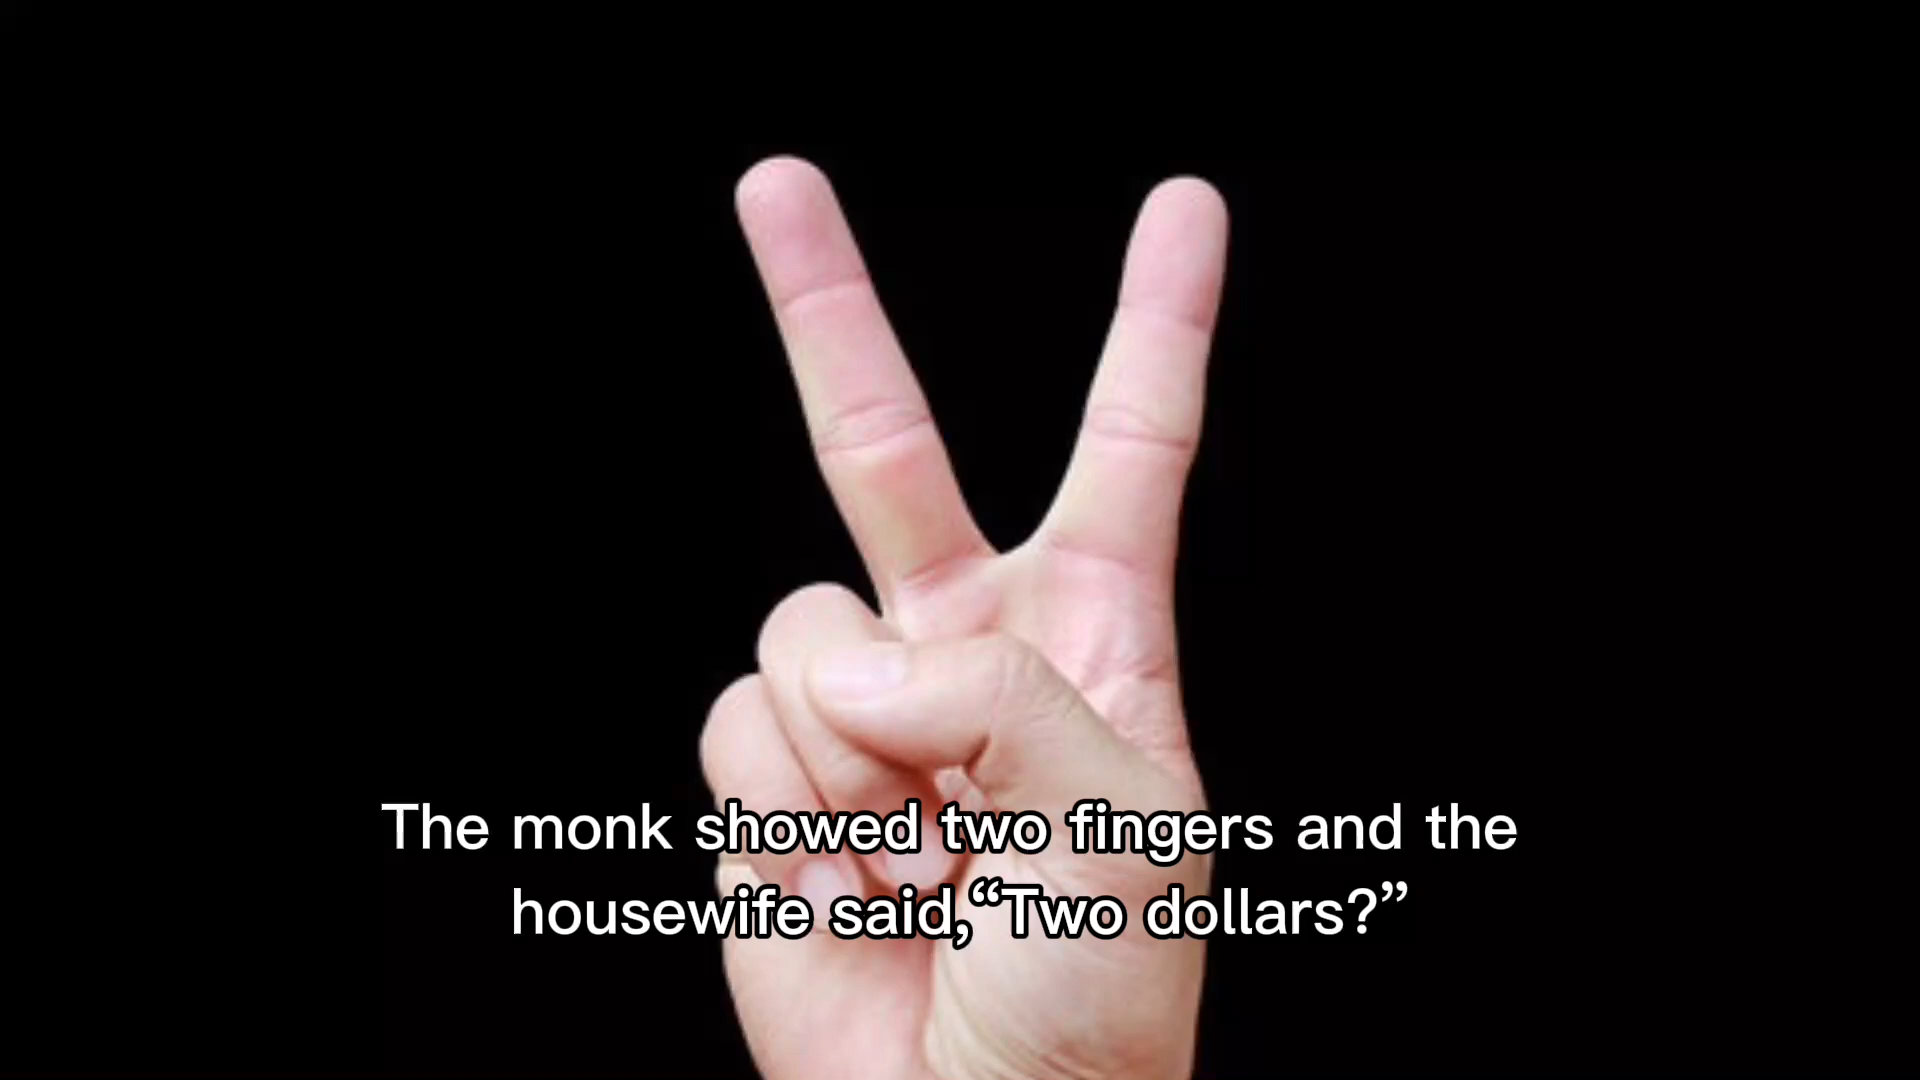 The monk showed two fingers and the
housewife said,“Two dollars?”